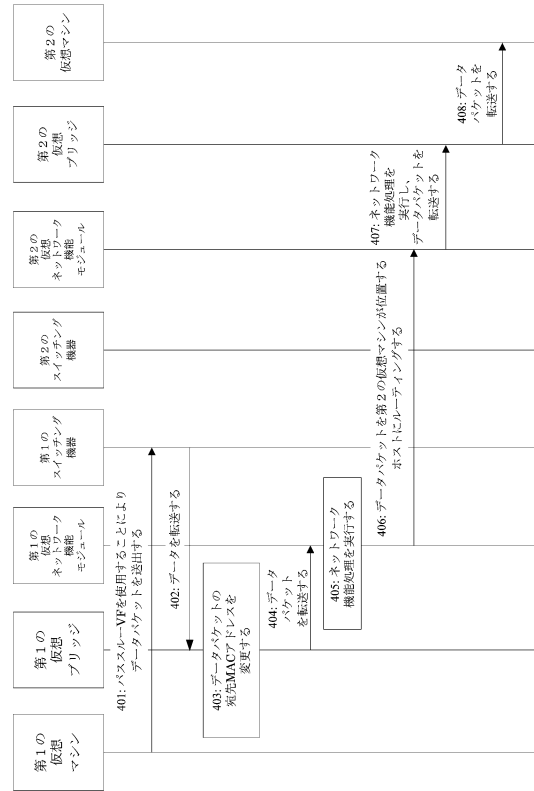 第1の
仮想
マシン
第1の
仮想
ブリッジ
第1の
仮想
ネットワーク
機能
モジュール
第1の
スイッチング
機器
第2の
スイッチング
機器
第2の
仮想
ネットワーク
機能
モジュール
第2の
仮想
ブリッジ
第2の
仮想マシン
401: パススルーVFを使用することにより
データパケットを送出する
402: データを転送する
403: データパケットの
宛先MACアドレスを
変更する
404: データ
パケット
を転送する
405: ネットワーク
機能処理を実行する
406: データパケットを第2の仮想マシンが位置する
ホストにルーティングする
407: ネットワーク
機能処理を
実行し、
データパケットを
転送する
408: データ
パケットを
転送する